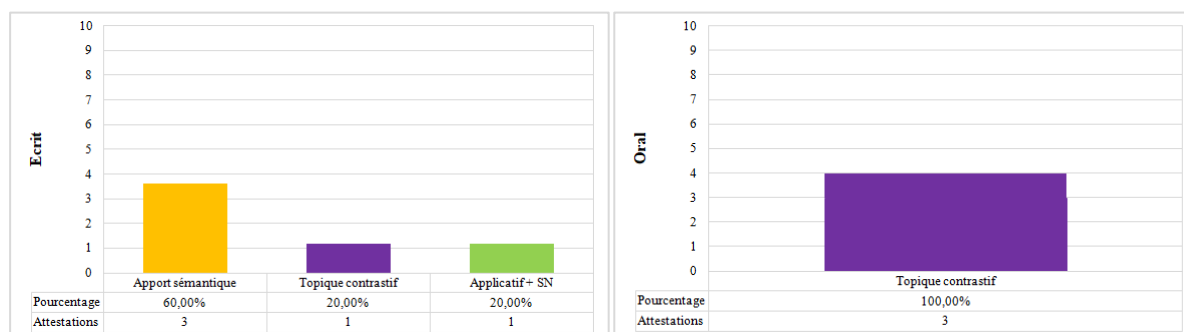 Ecrit
10
9
8
7
6
5
4
3
2
1
0
Apport sémantique Topique contrastif Applicatif + SN
Pourcentage 60,00% 20,00% 20,00%
Attestations 3 1 1
Oral
10
9
8
7
6
5
4
3
2
1
0
Topique contrastif
Pourcentage 100,00%
Attestations 3